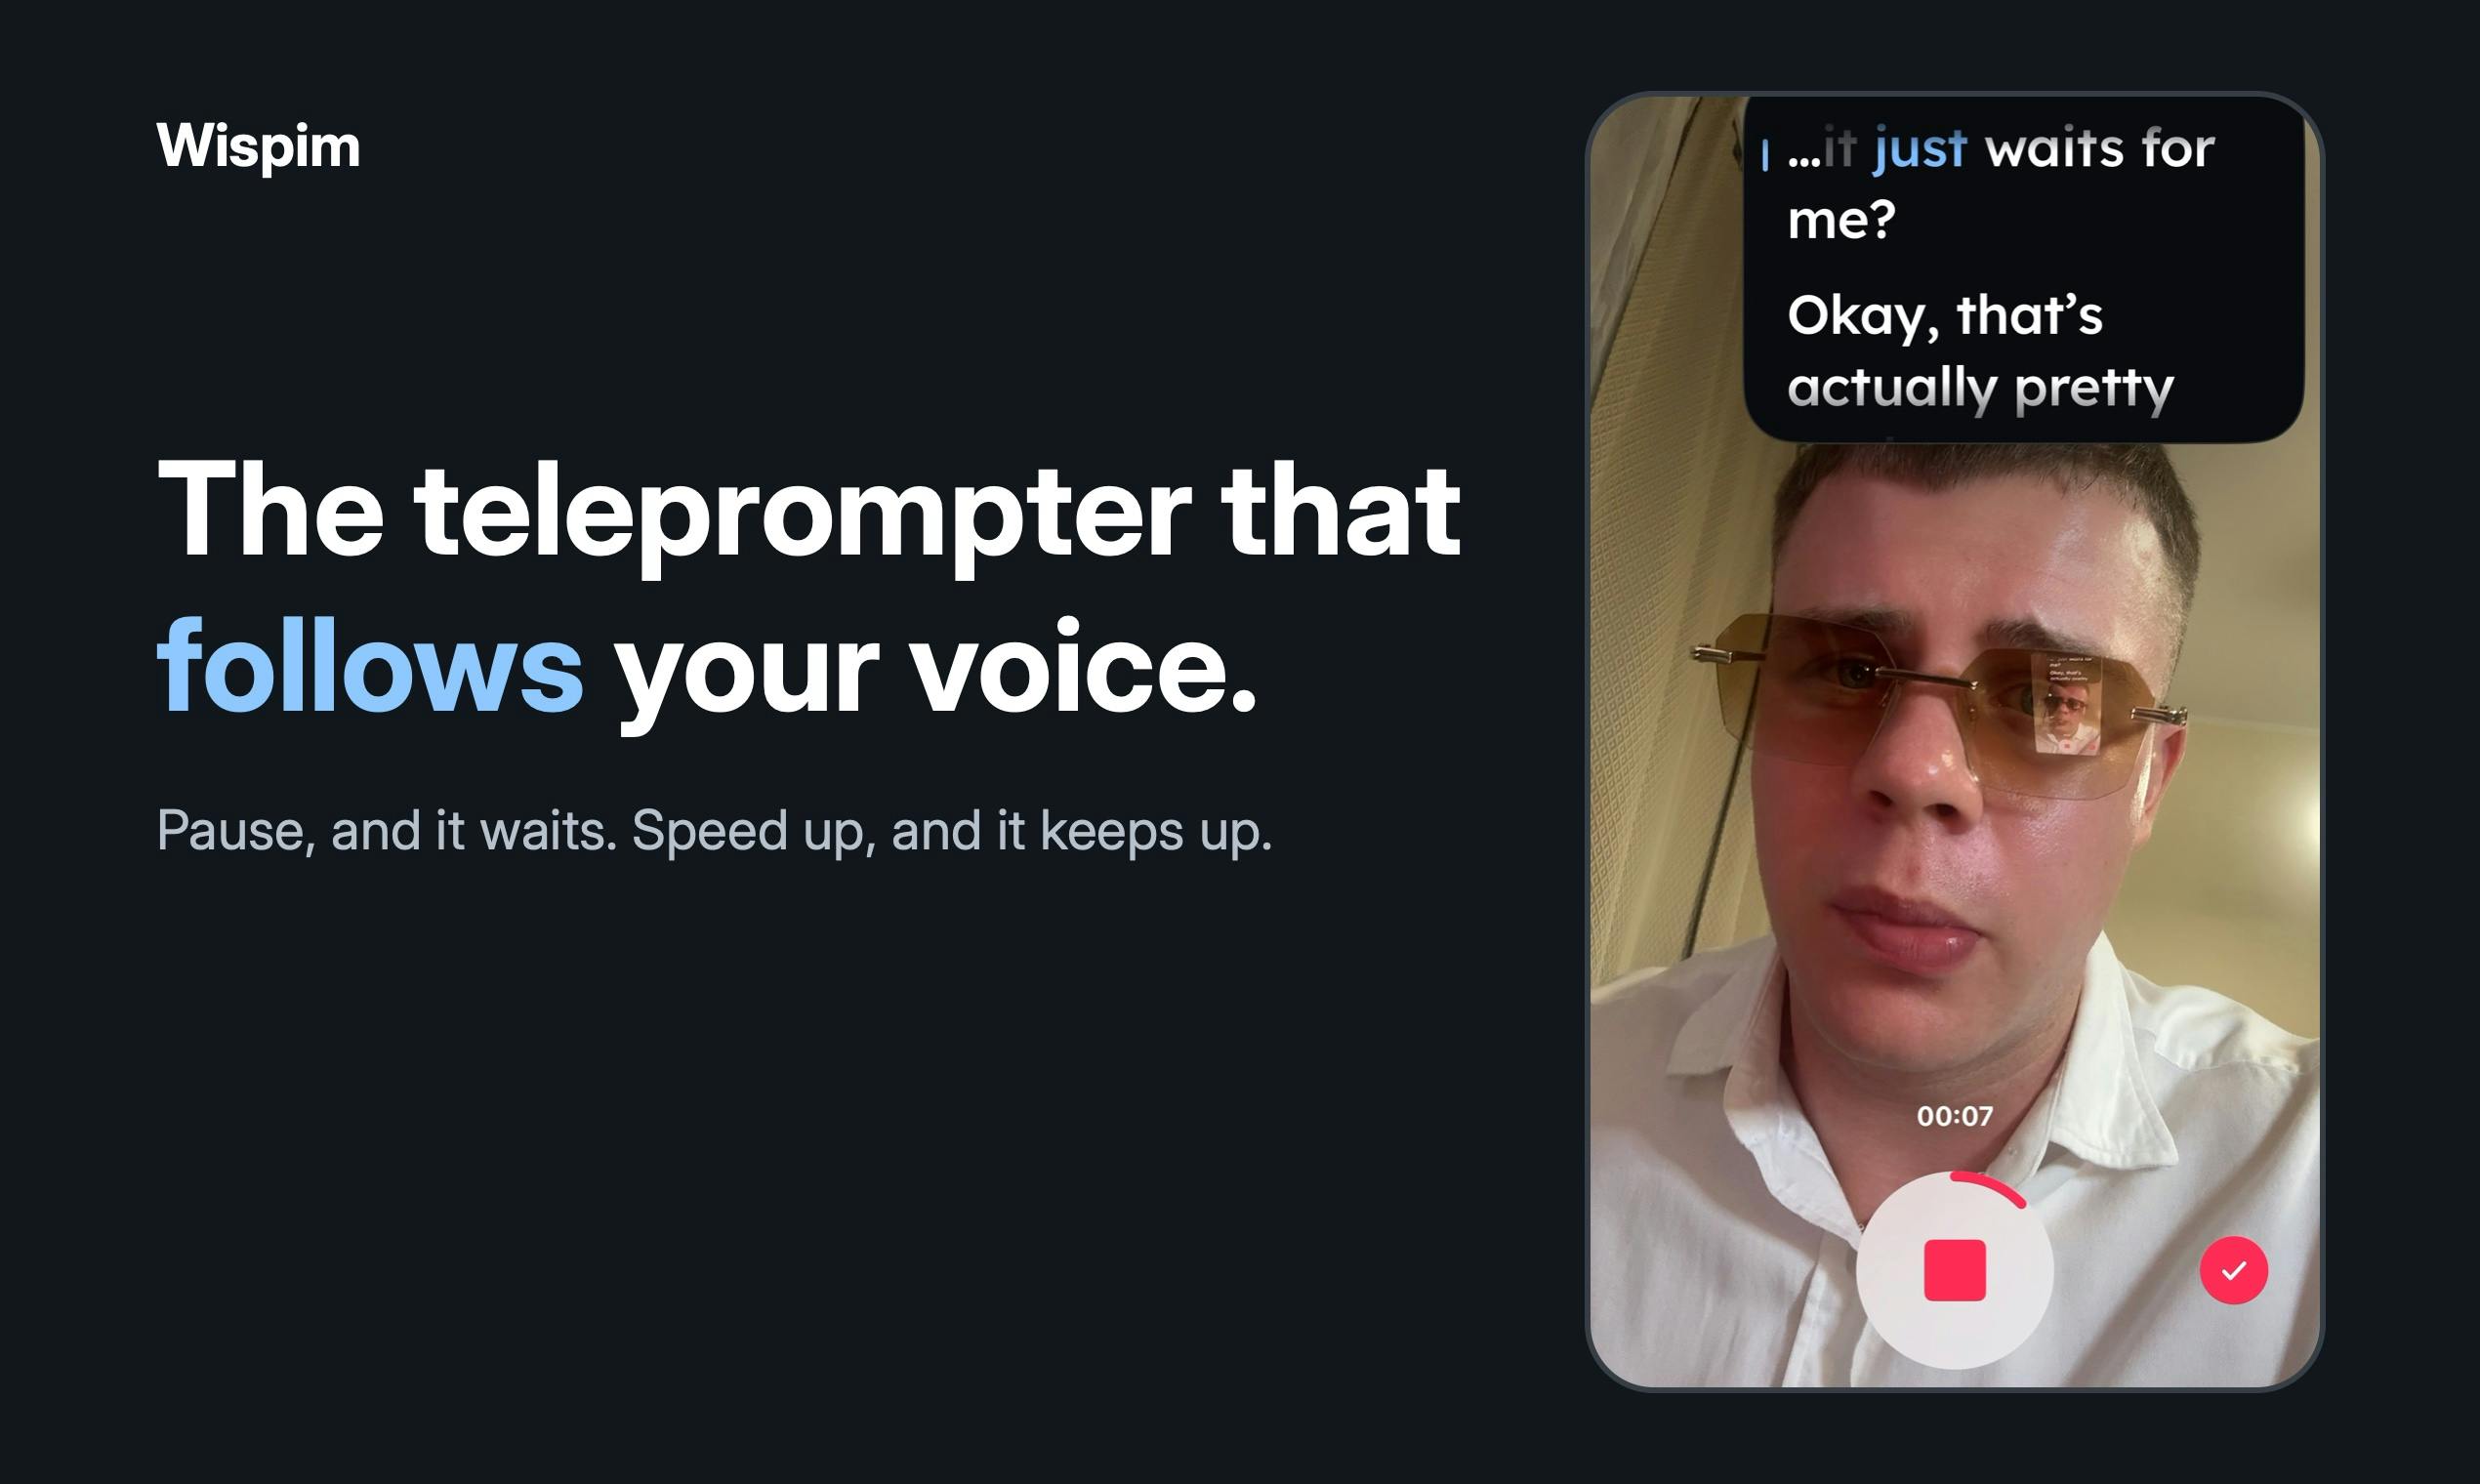 Wispim
The teleprompter that
follows your voice.
Pause, and it waits. Speed up, and it keeps up.
…it just waits for
me?
Okay, that’s
actually pretty
00:07